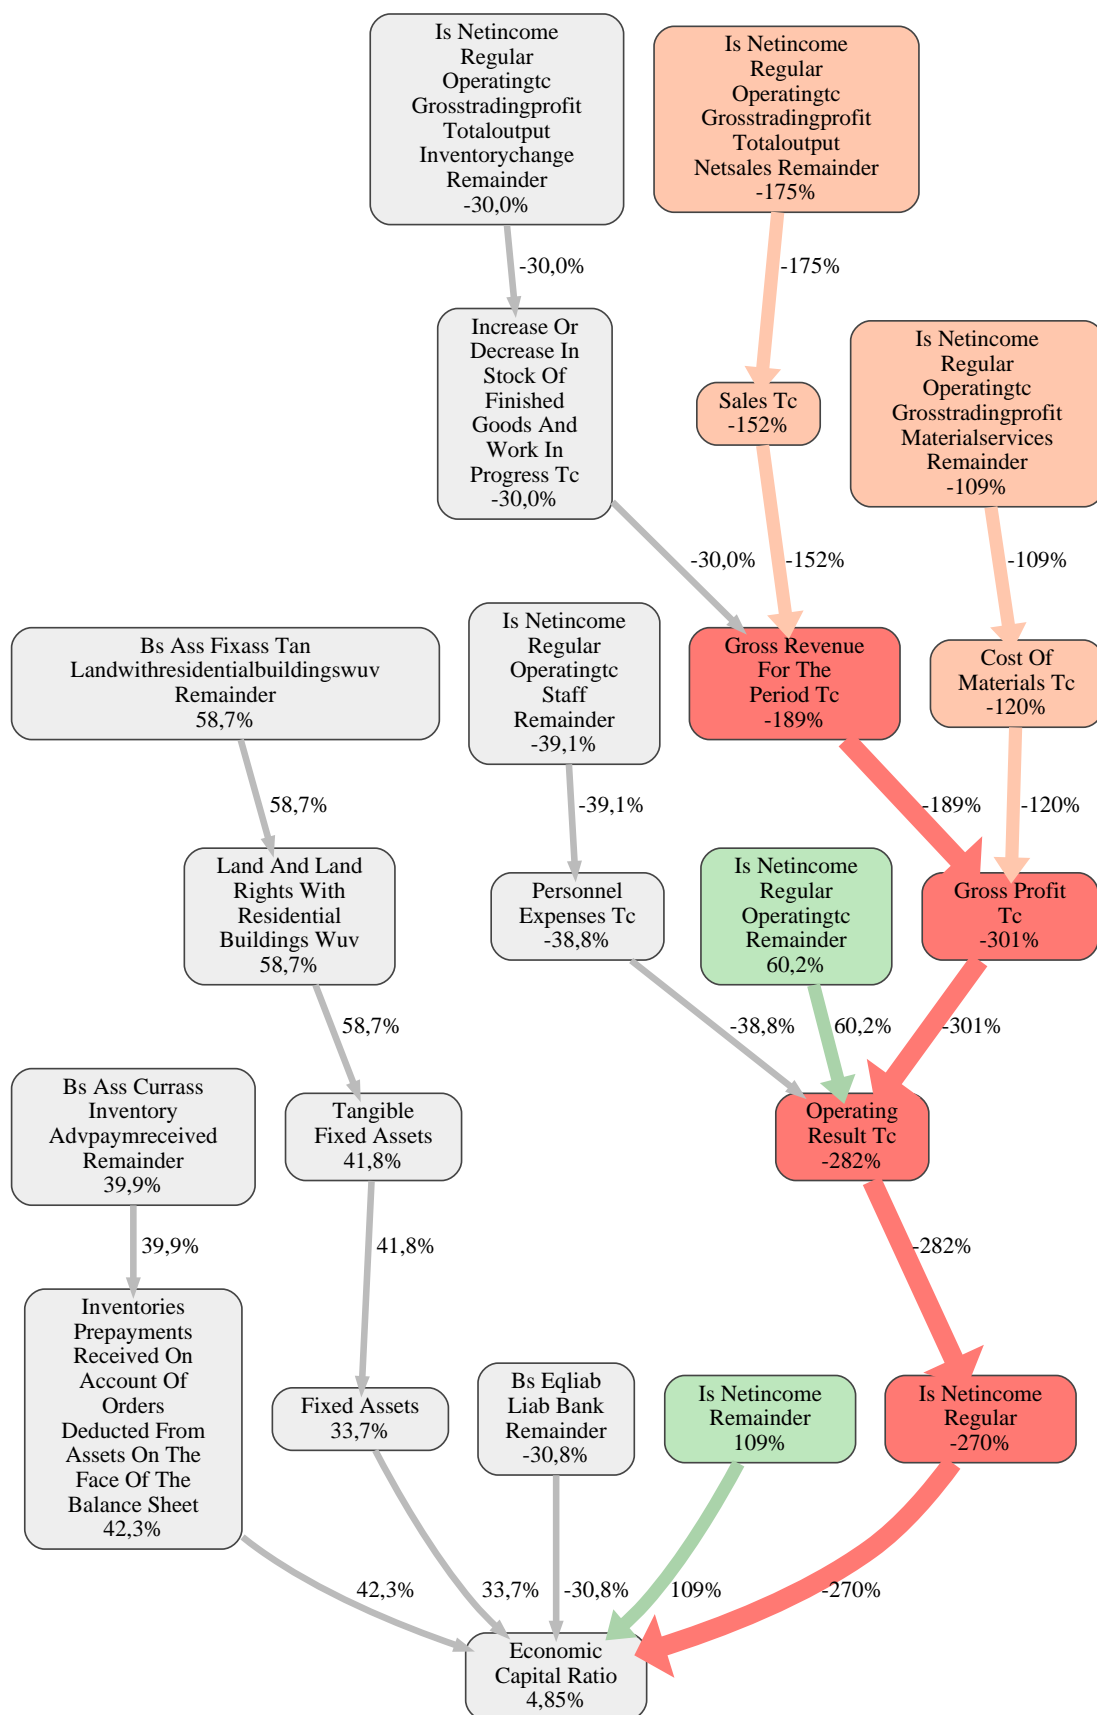 Is Netincome
Regular
Operatingtc
Grosstradingprofit
Totaloutput
Inventorychange
Remainder
-30,0%
Is Netincome
Regular
Operatingtc
Grosstradingprofit
Totaloutput
Netsales Remainder
-175%
-30,0%
-175%
Increase Or
Decrease In
Stock Of
Finished
Goods And
Work In
Progress Tc
-30,0%
Sales Tc
-152%
Is Netincome
Regular
Operatingtc
Grosstradingprofit
Materialservices
Remainder
-109%
-30,0%
-152%
-109%
Bs Ass Fixass Tan
Landwithresidentialbuildingswuv
Remainder
58,7%
Is Netincome
Regular
Operatingtc
Staff
Remainder
-39,1%
Gross Revenue
For The
Period Tc
-189%
Cost Of
Materials Tc
-120%
58,7%
-39,1%
-189%
-120%
Land And Land
Rights With
Residential
Buildings Wuv
58,7%
Personnel
Expenses Tc
-38,8%
Is Netincome
Regular
Operatingtc
Remainder
60,2%
Gross Profit
Tc
-301%
58,7%
-38,8%
60,2%
-301%
Bs Ass Currass
Inventory
Advpaymreceived
Remainder
39,9%
Tangible
Fixed Assets
41,8%
Operating
Result Tc
-282%
39,9%
41,8%
-282%
Inventories
Prepayments
Received On
Account Of
Orders
Deducted From
Assets On The
Face Of The
Balance Sheet
42,3%
Fixed Assets
33,7%
Bs Eqliab
Liab Bank
Remainder
-30,8%
Is Netincome
Remainder
109%
Is Netincome
Regular
-270%
42,3%
33,7%
-30,8%
109%
-270%
Economic
Capital Ratio
4,85%